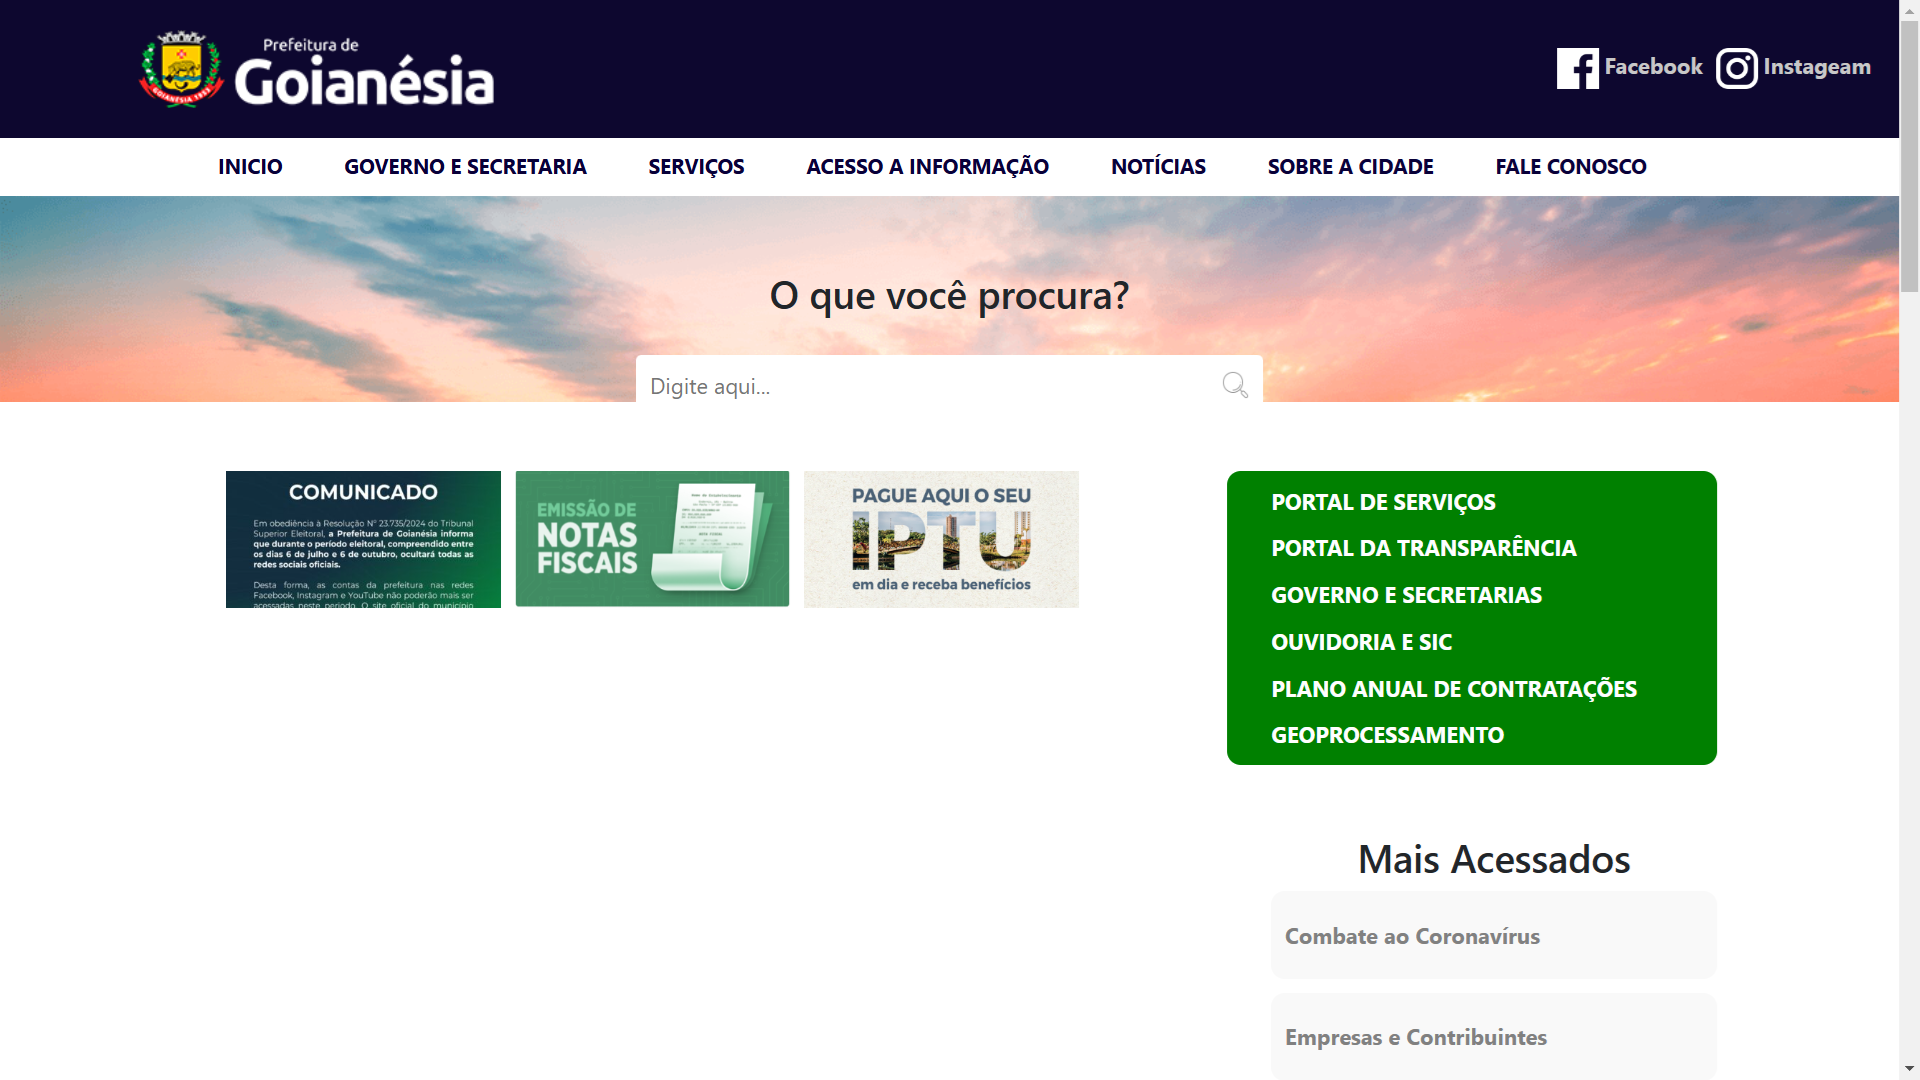 Prefeitura de
Goianésia
GOIANÉSIA 1953
Facebook
Instageam
INICIO
GOVERNO E SECRETARIA
SERVIÇOS
ACESSO A INFORMAÇÃO
NOTÍCIAS
SOBRE A CIDADE
FALE CONOSCO
O que você procura?
Digite aqui...
COMUNICADO
Em obediência à Resolução Nº 23.735/2024 do Tribunal
Superior Eleitoral, a Prefeitura de Goianésia informa
que durante o período eleitoral, compreendido entre
os dias 6 de julho e 6 de outubro, ocultará todas as
redes sociais oficiais.
Desta forma, as contas da prefeitura nas redes
Facebook, Instagram e YouTube não poderão mais ser
acessadas neste período. O site oficial do município
EMISSÃO DE
NOTAS
FISCAIS
PAGUE AQUI O SEU
IPTU
em dia e receba benefícios
PORTAL DE SERVIÇOS
PORTAL DA TRANSPARÊNCIA
GOVERNO E SECRETARIAS
OUVIDORIA E SIC
PLANO ANUAL DE CONTRATAÇÕES
GEOPROCESSAMENTO
Mais Acessados
Combate ao Coronavírus
Empresas e Contribuintes